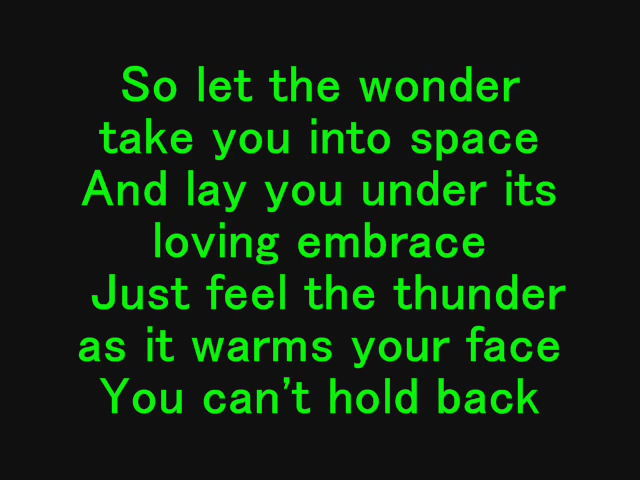 So let the wonder
take you into space
And lay you under its
loving embrace
Just feel the thunder
as it warms your face
You can't hold back